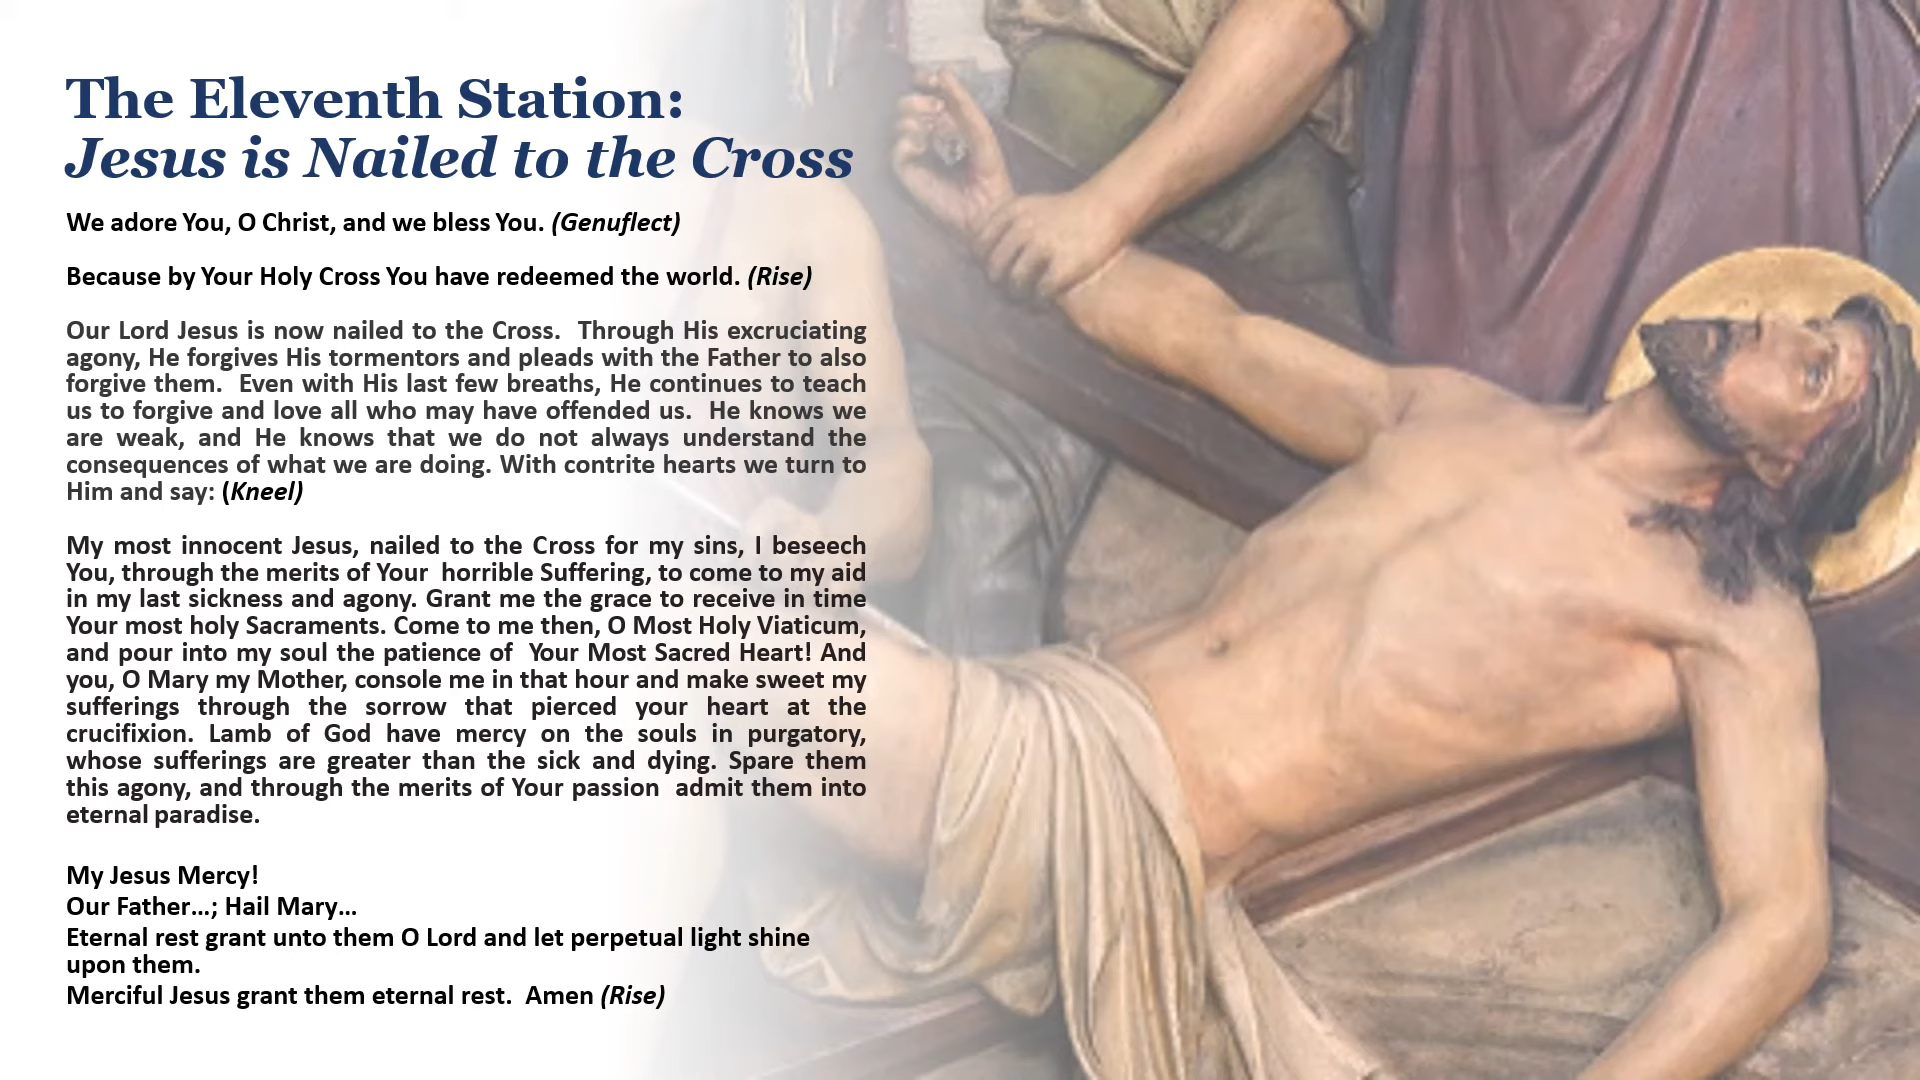 The Eleventh Station:
Jesus is Nailed to the Cross
We adore You, O Christ, and we bless You. (Genuflect)
Because by Your Holy Cross You have redeemed the world. (Rise)
Our Lord Jesus is now nailed to the Cross.  Through His excruciating
agony, He forgives His tormentors and pleads with the Father to also
forgive them.  Even with His last few breaths, He continues to teach
us to forgive and love all who may have offended us.  He knows we
are weak, and He knows that we do not always understand the
consequences of what we are doing. With contrite hearts we turn to
Him and say: (Kneel)
My most innocent Jesus, nailed to the Cross for my sins, I beseech
You, through the merits of Your  horrible Suffering, to come to my aid
in my last sickness and agony. Grant me the grace to receive in time
Your most holy Sacraments. Come to me then, O Most Holy Viaticum,
and pour into my soul the patience of  Your Most Sacred Heart! And
you, O Mary my Mother, console me in that hour and make sweet my
sufferings through the sorrow that pierced your heart at the
crucifixion. Lamb of God have mercy on the souls in purgatory,
whose sufferings are greater than the sick and dying. Spare them
this agony, and through the merits of Your passion  admit them into
eternal paradise.
My Jesus Mercy!
Our Father...; Hail Mary...
Eternal rest grant unto them O Lord and let perpetual light shine
upon them.
Merciful Jesus grant them eternal rest.  Amen (Rise)